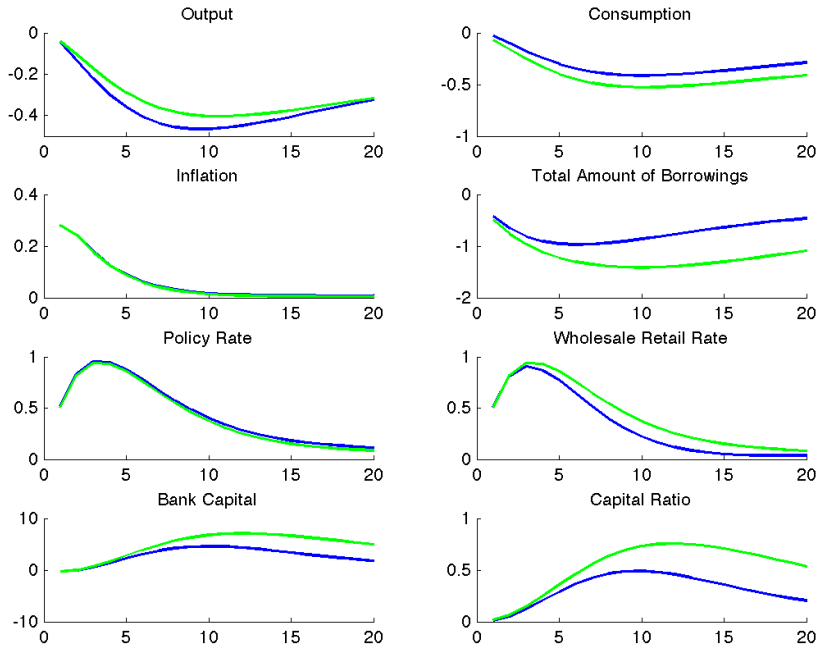 Output
0
-0.2
-0.4
0 5 10 15 20
Consumption
0
-0.5
-1
0 5 10 15 20
Inflation
0.4
0.2
0
0 5 10 15 20
Total Amount of Borrowings
0
-1
-2
0 5 10 15 20
Policy Rate
1
0.5
0
0 5 10 15 20
Wholesale Retail Rate
1
0.5
0
0 5 10 15 20
Bank Capital
10
0
-10
0 5 10 15 20
Capital Ratio
1
0.5
0
0 5 10 15 20